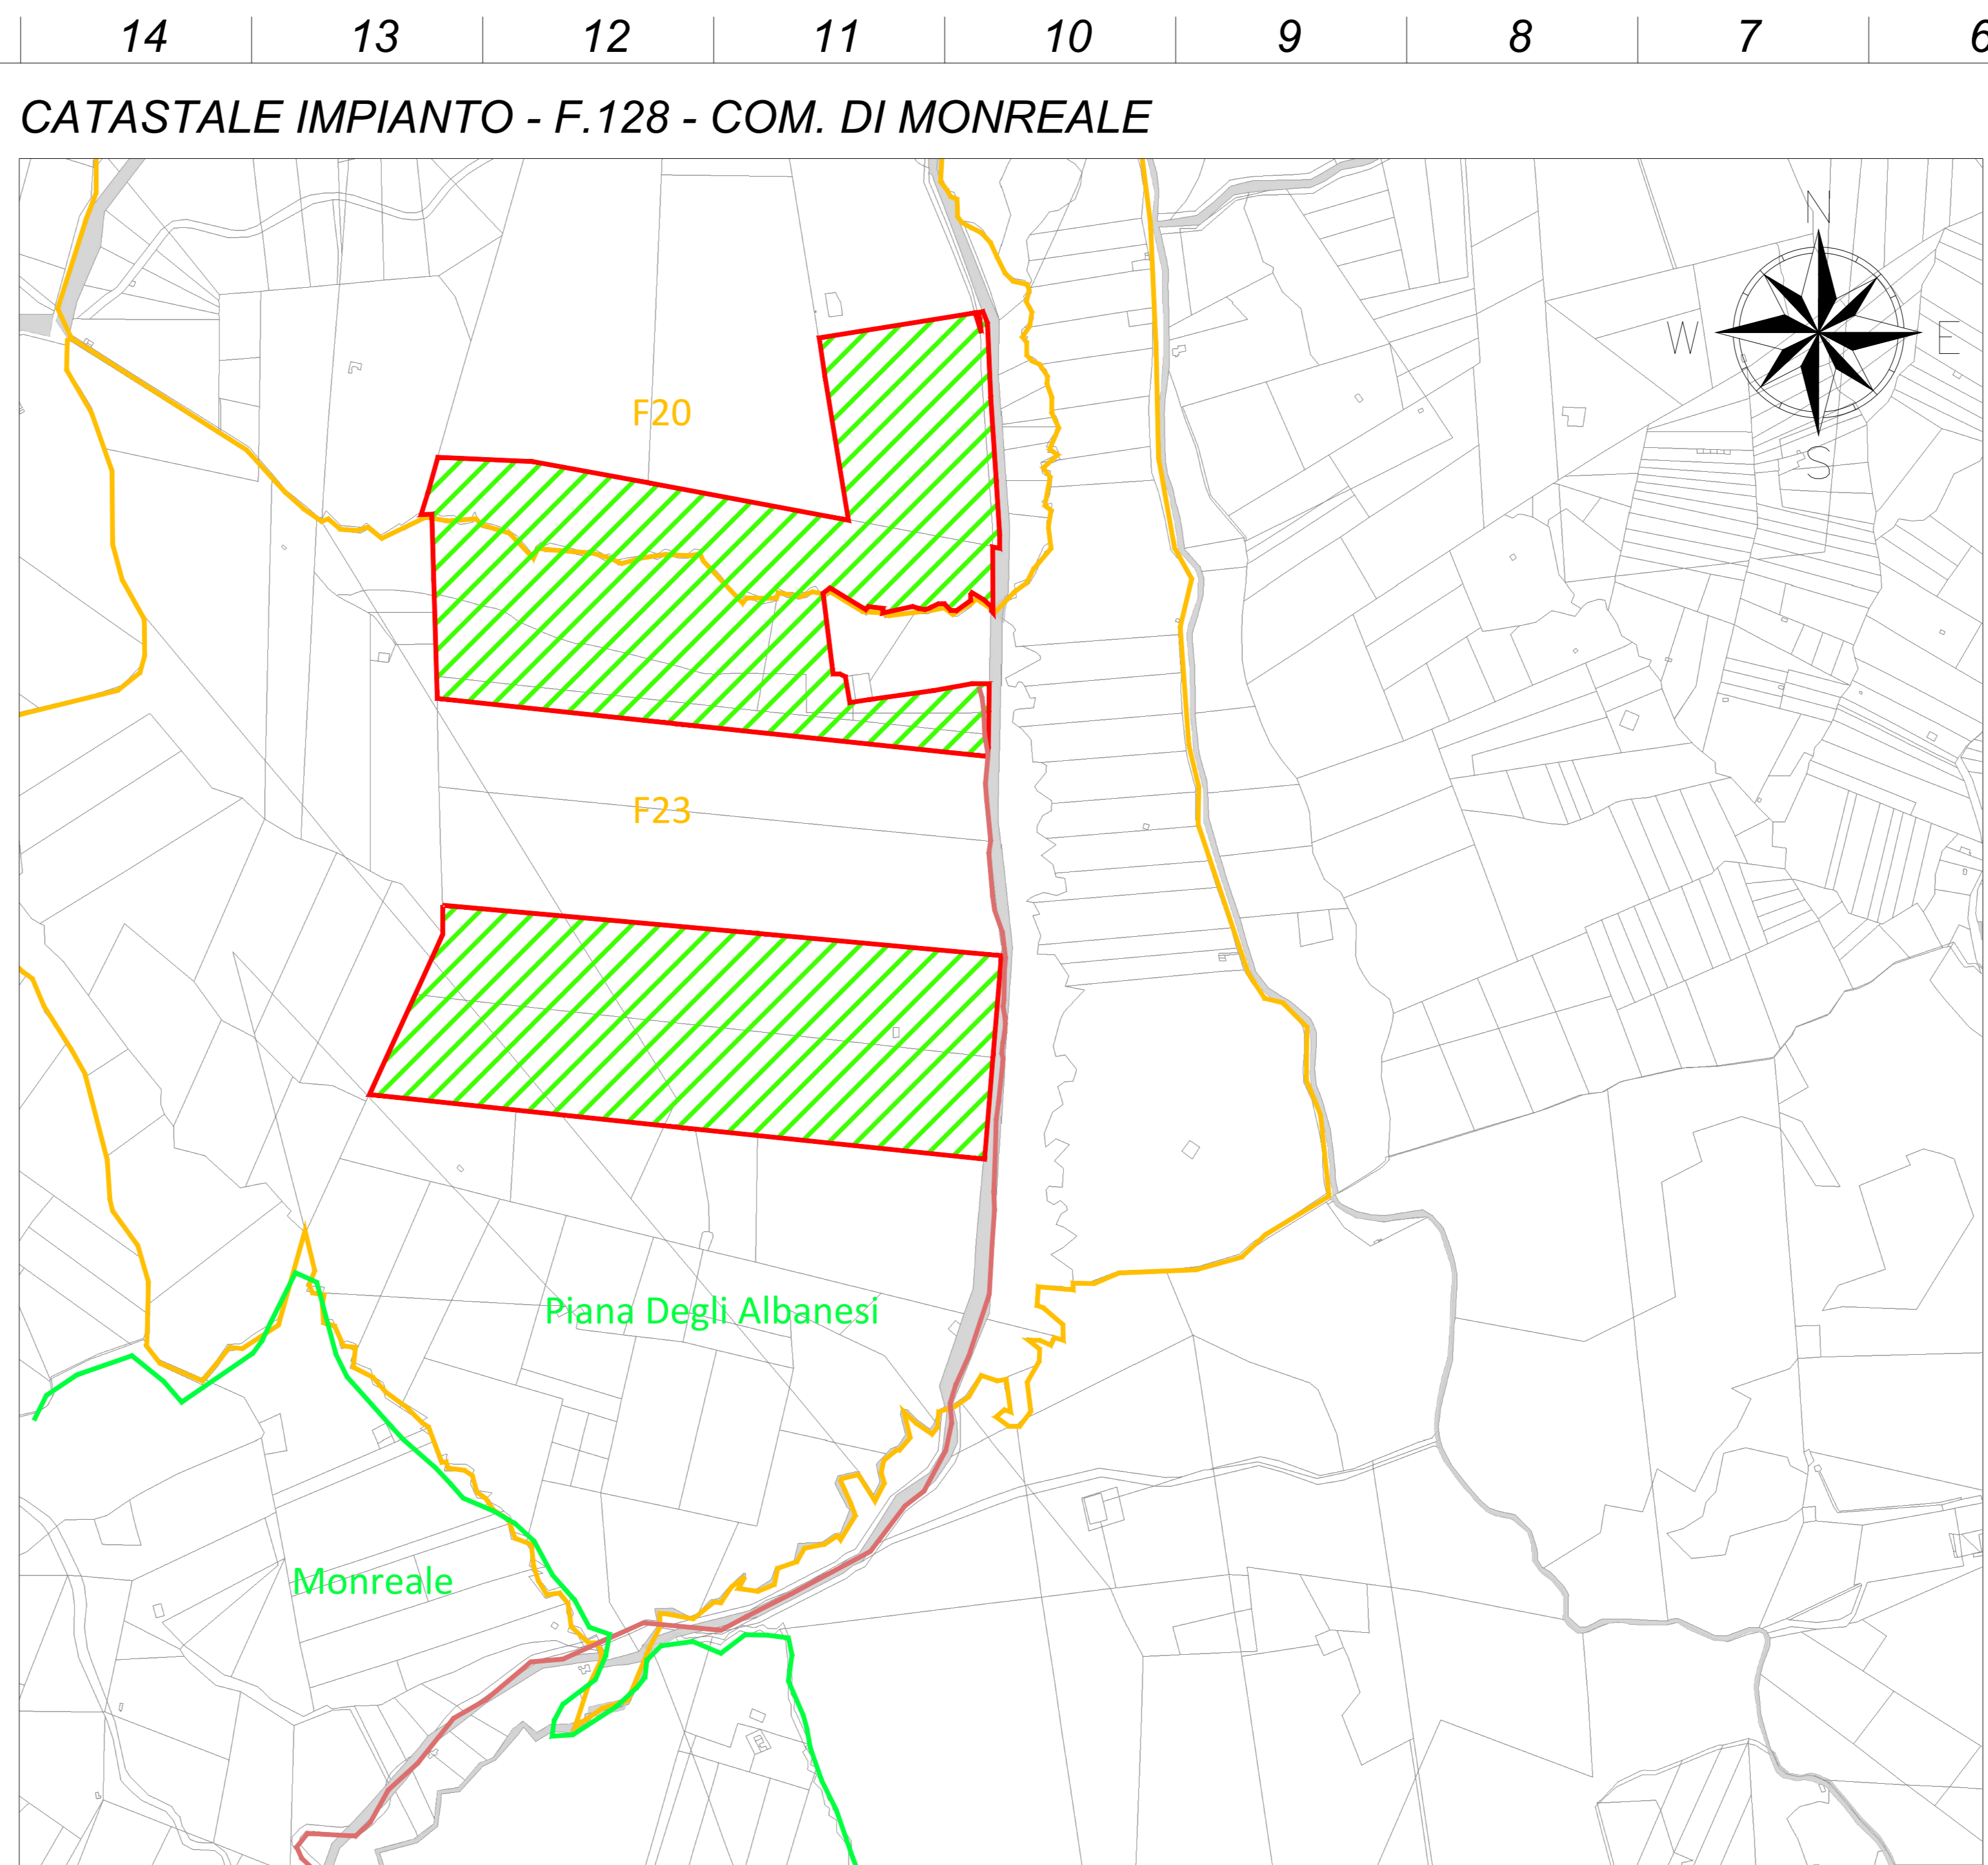 14 13 12 11 10 9 8 7 6
CATASTALE IMPIANTO - F.128 - COM. DI MONREALE
N
W E
S
F20
F23
Piana Degli Albanesi
Monreale